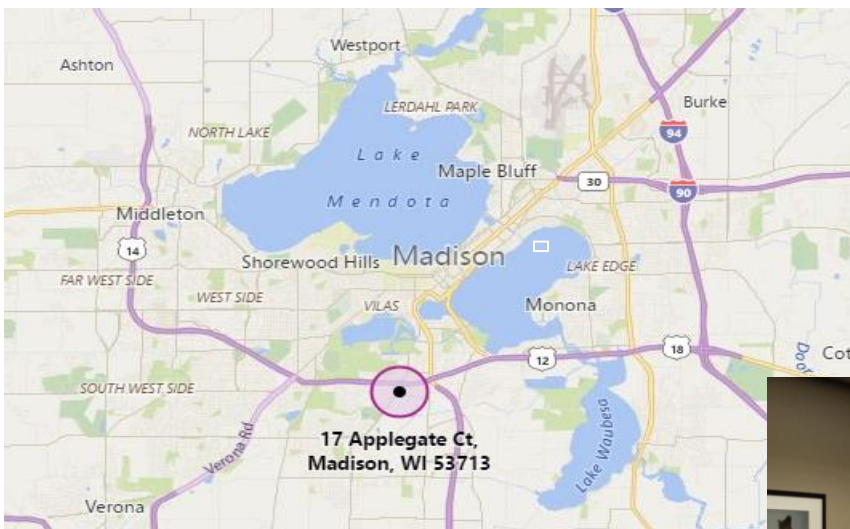 Westport
Ashton
LERDAHL PARK
Burke
NORTH LAKE
94
Lake
Mendota
Maple Bluff
30
90
Middleton
14
Madison
Shorewood Hills
LAKE EDGE
FAR WEST SIDE
WEST SIDE
VILAS
Monona
12
18
Cot
SOUTH WEST SIDE
17 Applegate Ct,
Madison, WI 53713
Verona Rd
Lake Waubesa
Verona